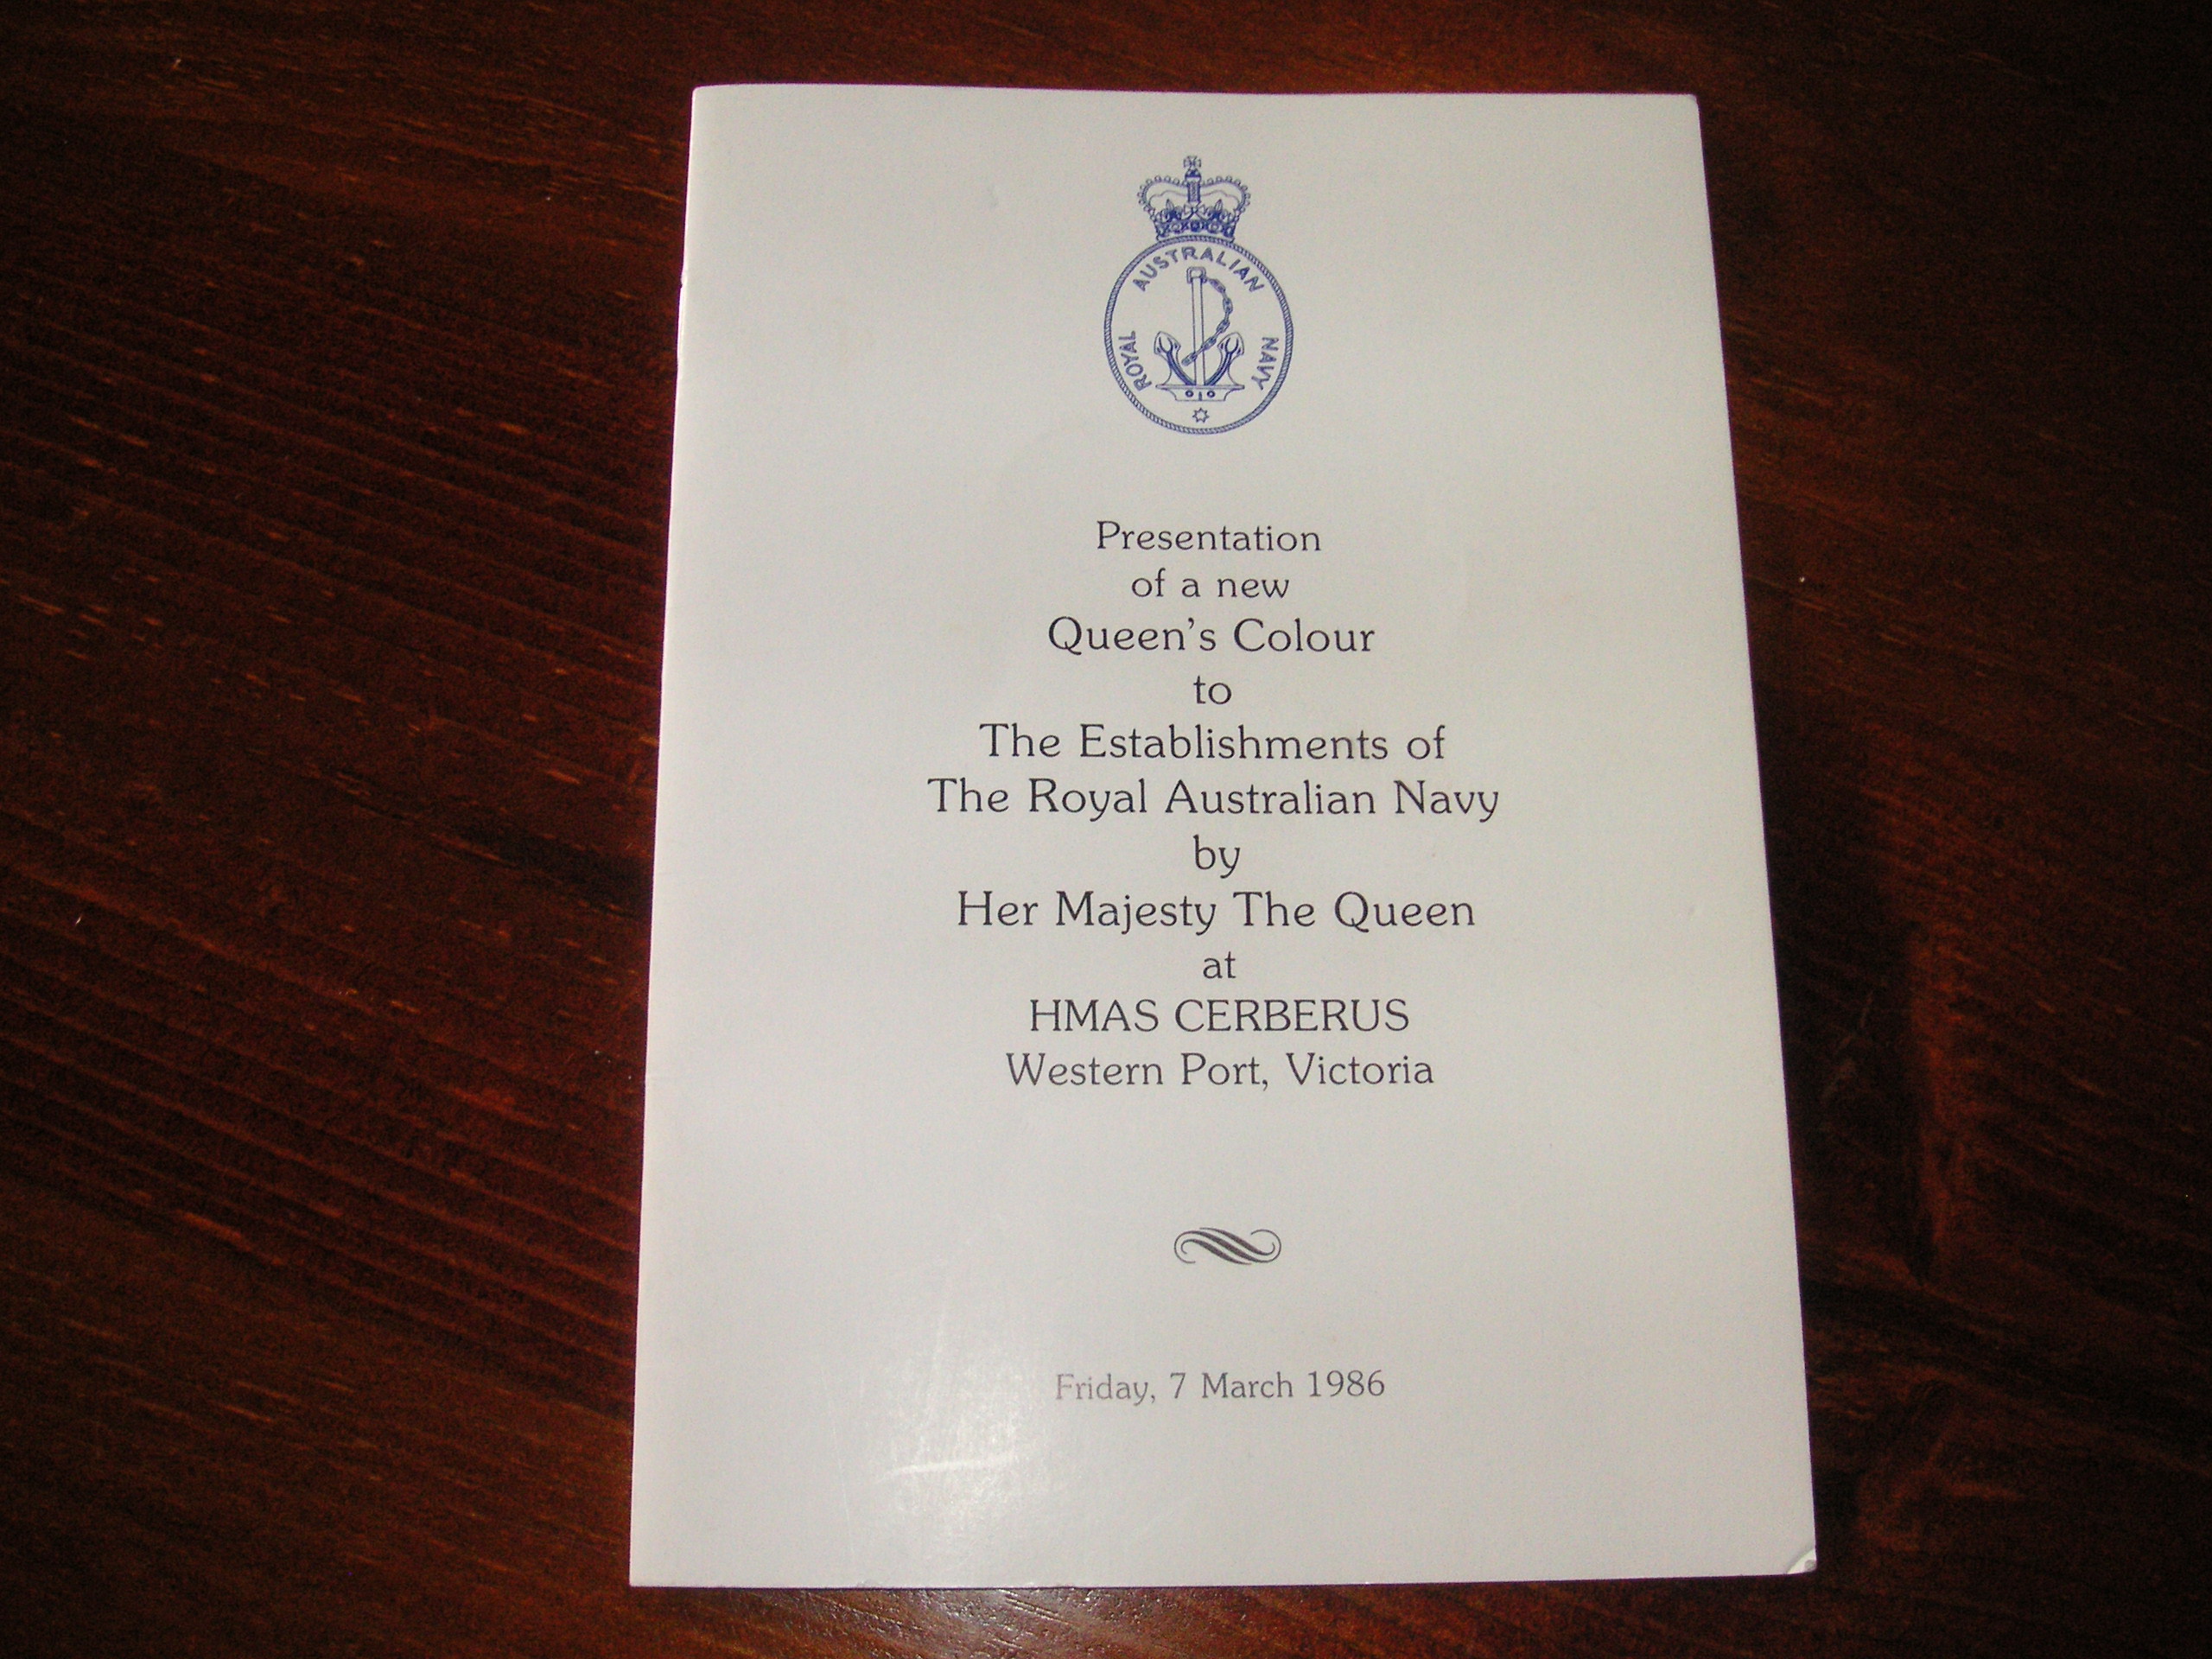 ROYAL AUSTRALIAN NAVY
Presentation
of a new
Queen's Colour
to
The Establishments of
The Royal Australian Navy
by
Her Majesty The Queen
at
HMAS CERBERUS
Western Port, Victoria
Friday, 7 March 1986